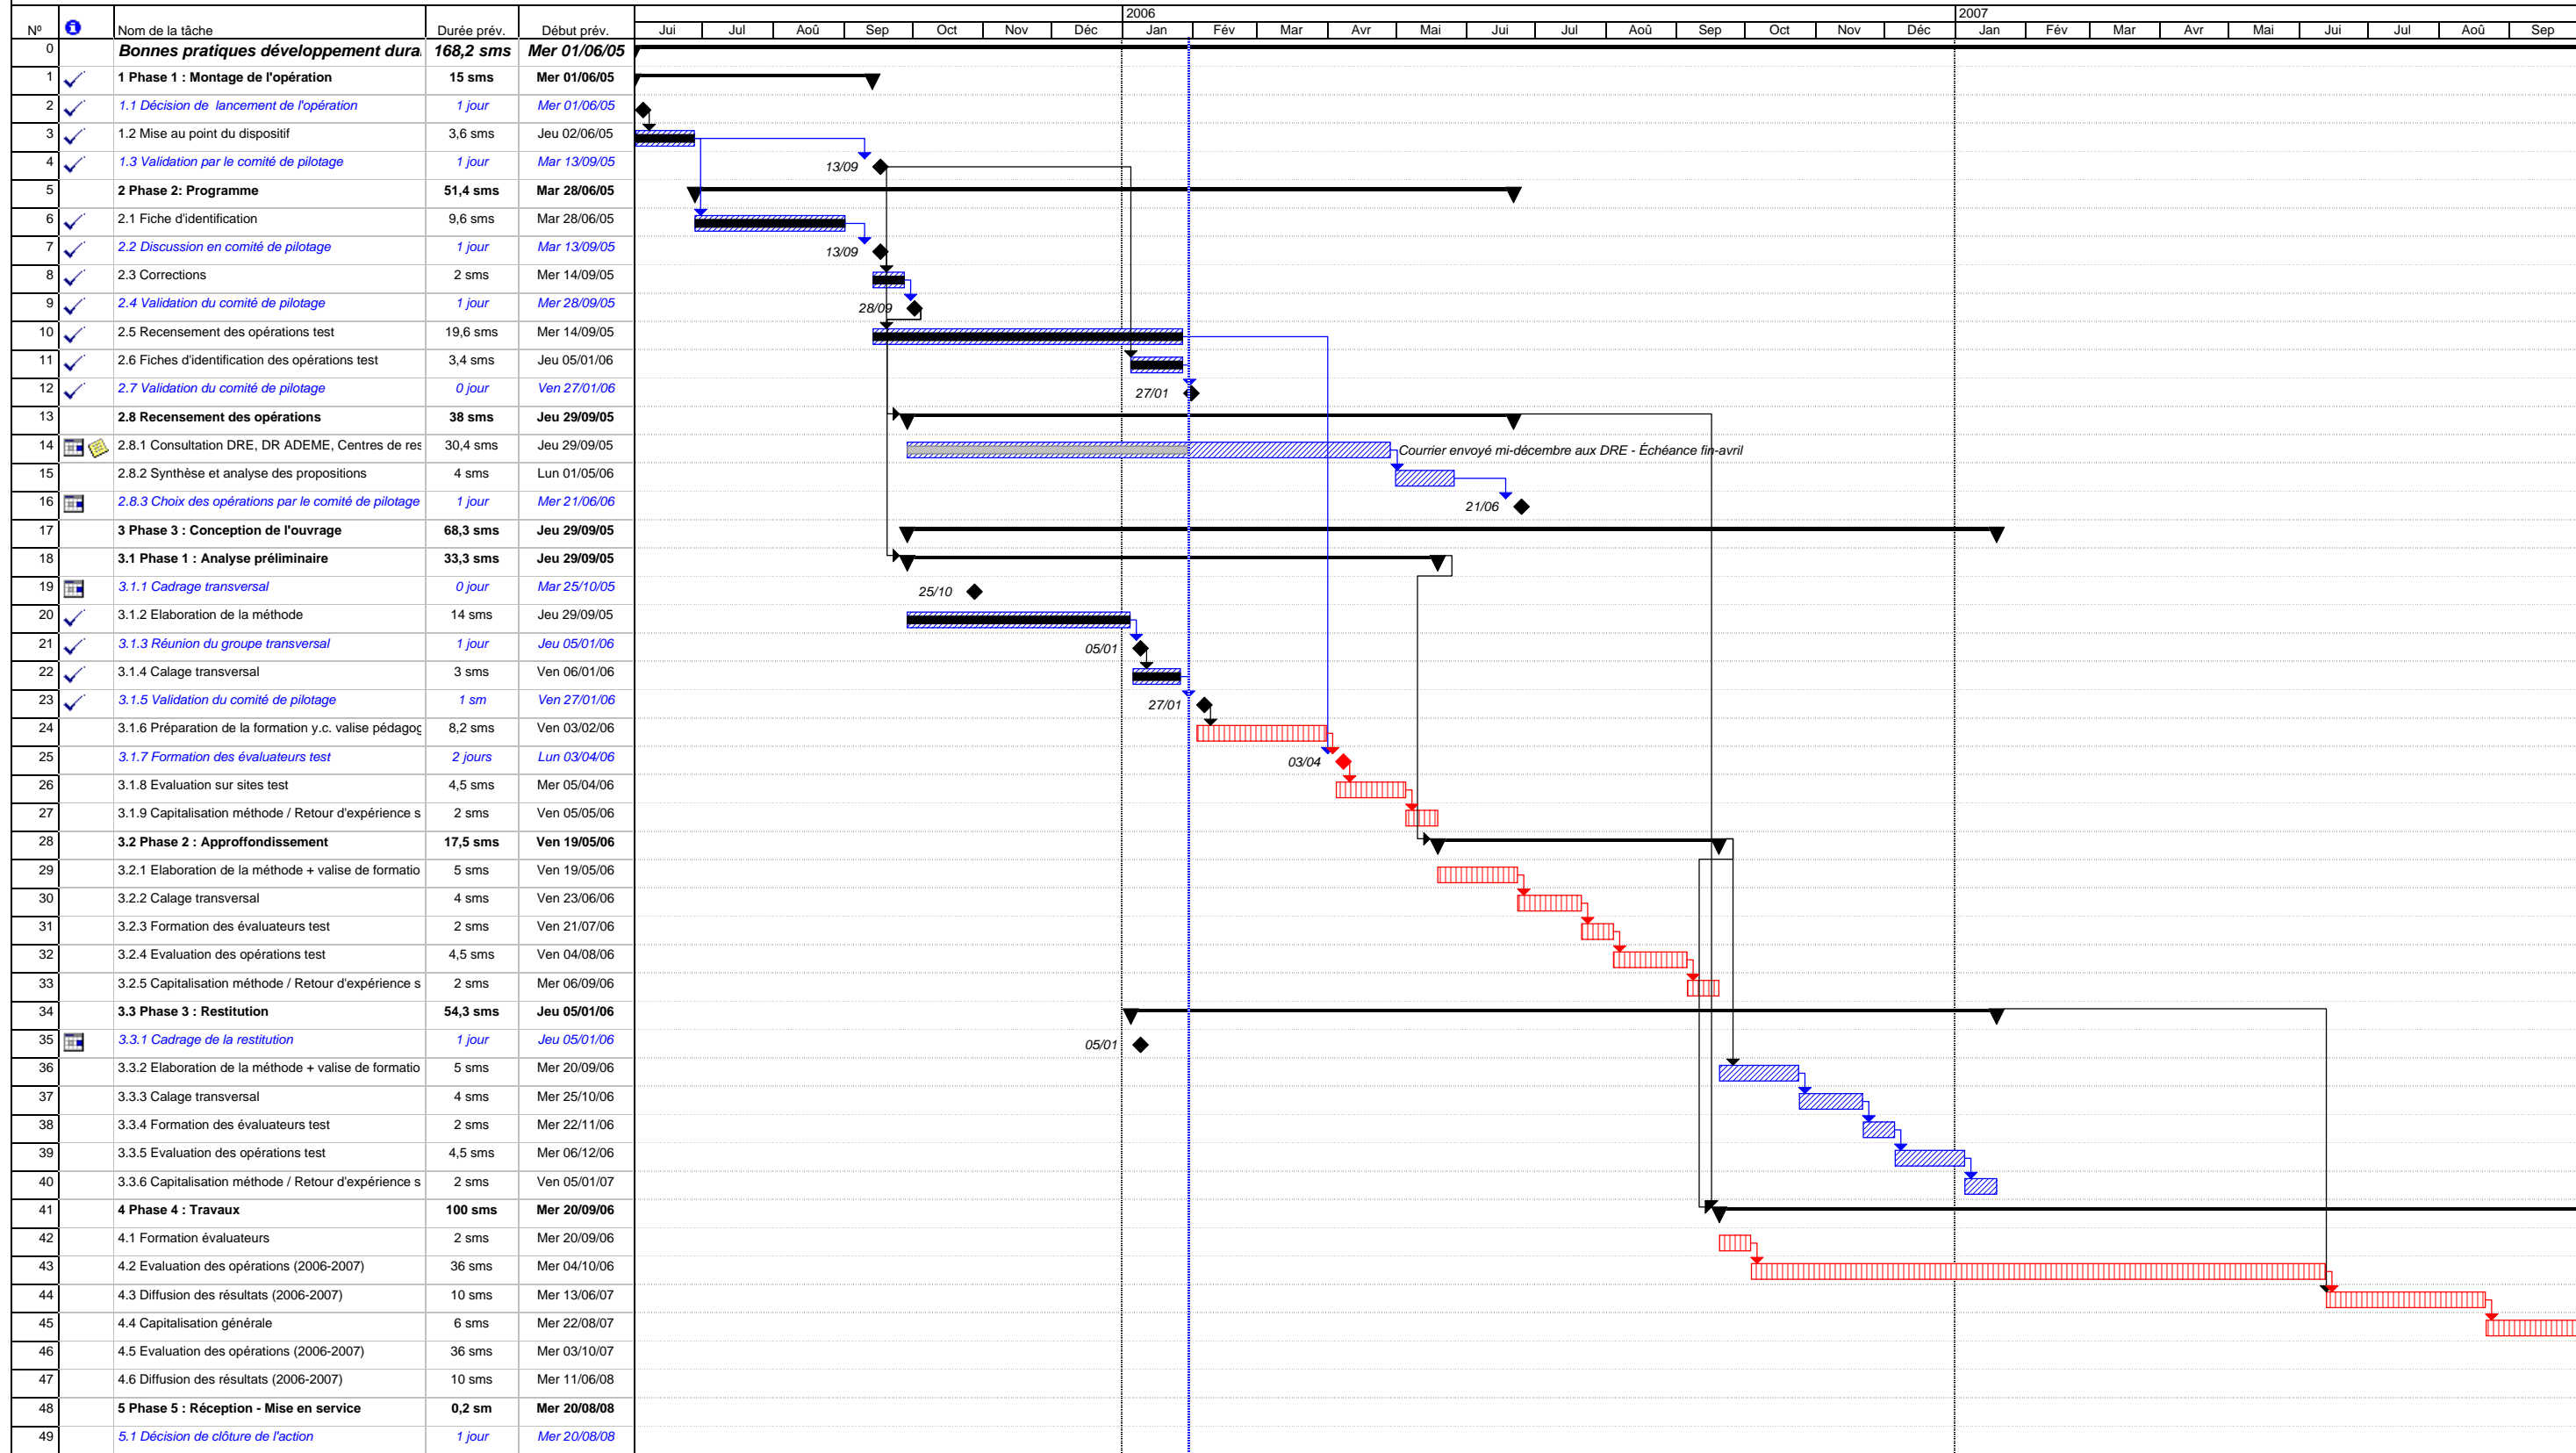 2006 2007
Nº Nom de la tâche Durée prév. Début prév. Jui Jul Aoû Sep Oct Nov Déc Jan Fév Mar Avr Mai Jui Jul Aoû Sep Oct Nov Déc Jan Fév Mar Avr Mai Jui Jul Aoû Sep
0 Bonnes pratiques développement dura 168,2 sms Mer 01/06/05
1 1 Phase 1 : Montage de l'opération 15 sms Mer 01/06/05
2 1.1 Décision de lancement de l'opération 1 jour Mer 01/06/05
3 1.2 Mise au point du dispositif 3,6 sms Jeu 02/06/05
4 1.3 Validation par le comité de pilotage 1 jour Mar 13/09/05 13/09
5 2 Phase 2: Programme 51,4 sms Mar 28/06/05
6 2.1 Fiche d'identification 9,6 sms Mar 28/06/05
7 2.2 Discussion en comité de pilotage 1 jour Mar 13/09/05 13/09
8 2.3 Corrections 2 sms Mer 14/09/05
9 2.4 Validation du comité de pilotage 1 jour Mer 28/09/05 28/09
10 2.5 Recensement des opérations test 19,6 sms Mer 14/09/05
11 2.6 Fiches d'identification des opérations test 3,4 sms Jeu 05/01/06
12 2.7 Validation du comité de pilotage 0 jour Ven 27/01/06 27/01
13 2.8 Recensement des opérations 38 sms Jeu 29/09/05
14 2.8.1 Consultation DRE, DR ADEME, Centres de res 30,4 sms Jeu 29/09/05 Courrier envoyé mi-décembre aux DRE - Échéance fin-avril
15 2.8.2 Synthèse et analyse des propositions 4 sms Lun 01/05/06
16 2.8.3 Choix des opérations par le comité de pilotage 1 jour Mer 21/06/06 21/06
17 3 Phase 3 : Conception de l'ouvrage 68,3 sms Jeu 29/09/05
18 3.1 Phase 1 : Analyse préliminaire 33,3 sms Jeu 29/09/05
19 3.1.1 Cadrage transversal 0 jour Mar 25/10/05 25/10
20 3.1.2 Elaboration de la méthode 14 sms Jeu 29/09/05
21 3.1.3 Réunion du groupe transversal 1 jour Jeu 05/01/06 05/01
22 3.1.4 Calage transversal 3 sms Ven 06/01/06
23 3.1.5 Validation du comité de pilotage 1 sm Ven 27/01/06 27/01
24 3.1.6 Préparation de la formation y.c. valise pédagog 8,2 sms Ven 03/02/06
25 3.1.7 Formation des évaluateurs test 2 jours Lun 03/04/06 03/04
26 3.1.8 Evaluation sur sites test 4,5 sms Mer 05/04/06
27 3.1.9 Capitalisation méthode / Retour d'expérience s 2 sms Ven 05/05/06
28 3.2 Phase 2 : Approffondissement 17,5 sms Ven 19/05/06
29 3.2.1 Elaboration de la méthode + valise de formatio 5 sms Ven 19/05/06
30 3.2.2 Calage transversal 4 sms Ven 23/06/06
31 3.2.3 Formation des évaluateurs test 2 sms Ven 21/07/06
32 3.2.4 Evaluation des opérations test 4,5 sms Ven 04/08/06
33 3.2.5 Capitalisation méthode / Retour d'expérience s 2 sms Mer 06/09/06
34 3.3 Phase 3 : Restitution 54,3 sms Jeu 05/01/06
35 3.3.1 Cadrage de la restitution 1 jour Jeu 05/01/06 05/01
36 3.3.2 Elaboration de la méthode + valise de formatio 5 sms Mer 20/09/06
37 3.3.3 Calage transversal 4 sms Mer 25/10/06
38 3.3.4 Formation des évaluateurs test 2 sms Mer 22/11/06
39 3.3.5 Evaluation des opérations test 4,5 sms Mer 06/12/06
40 3.3.6 Capitalisation méthode / Retour d'expérience s 2 sms Ven 05/01/07
41 4 Phase 4 : Travaux 100 sms Mer 20/09/06
42 4.1 Formation évaluateurs 2 sms Mer 20/09/06
43 4.2 Evaluation des opérations (2006-2007) 36 sms Mer 04/10/06
44 4.3 Diffusion des résultats (2006-2007) 10 sms Mer 13/06/07
45 4.4 Capitalisation générale 6 sms Mer 22/08/07
46 4.5 Evaluation des opérations (2006-2007) 36 sms Mer 03/10/07
47 4.6 Diffusion des résultats (2006-2007) 10 sms Mer 11/06/08
48 5 Phase 5 : Réception - Mise en service 0,2 sm Mer 20/08/08
49 5.1 Décision de clôture de l'action 1 jour Mer 20/08/08